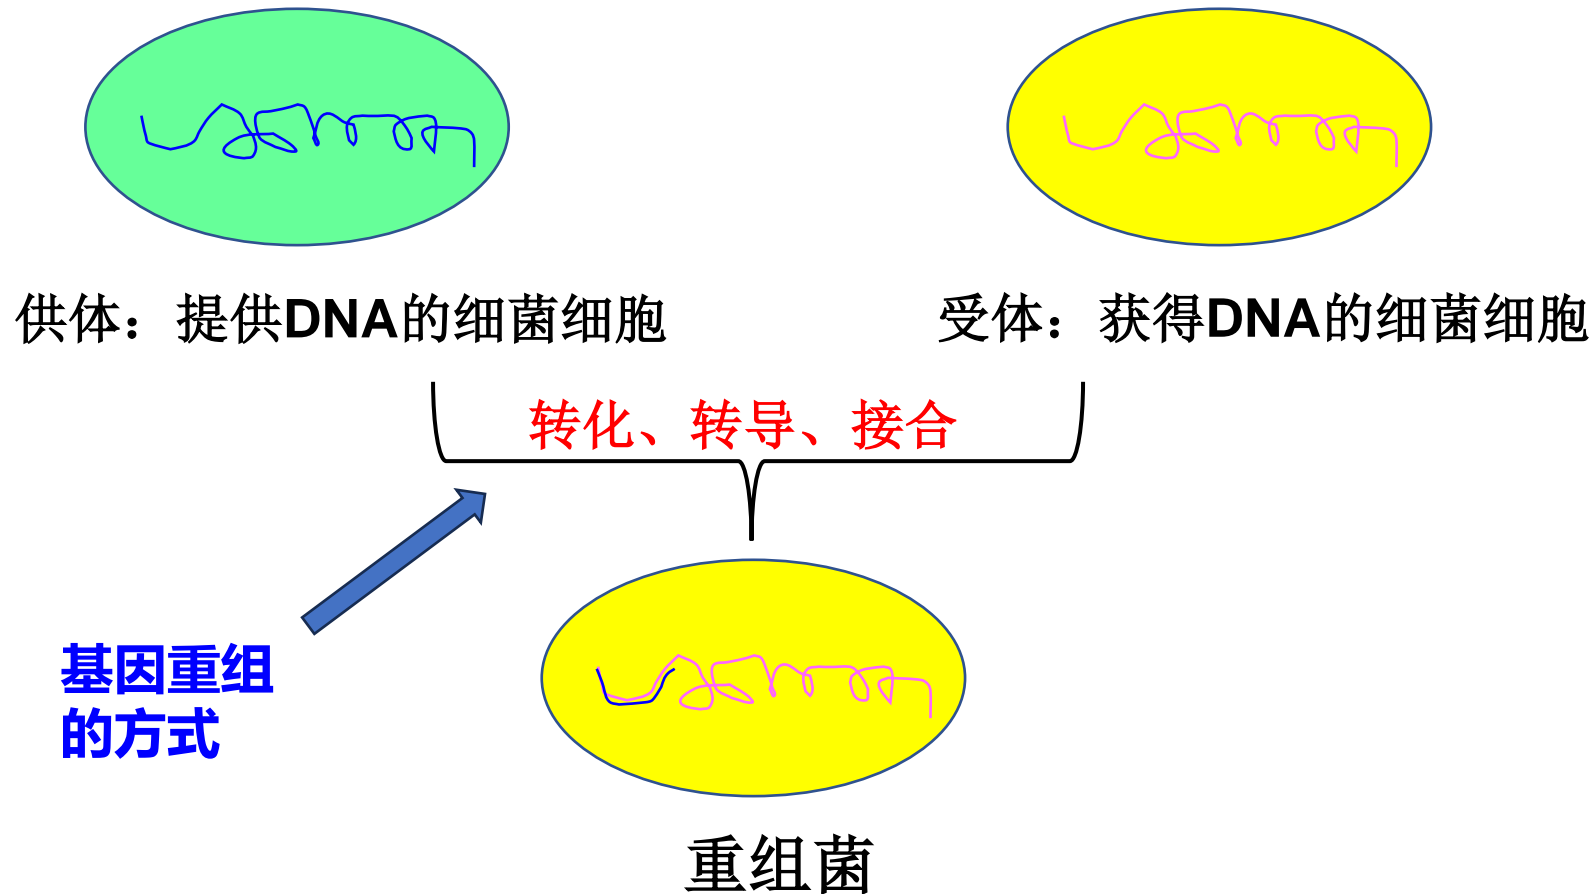 供体：提供DNA的细菌细胞
受体：获得DNA的细菌细胞
转化、转导、接合
基因重组
的方式
重组菌